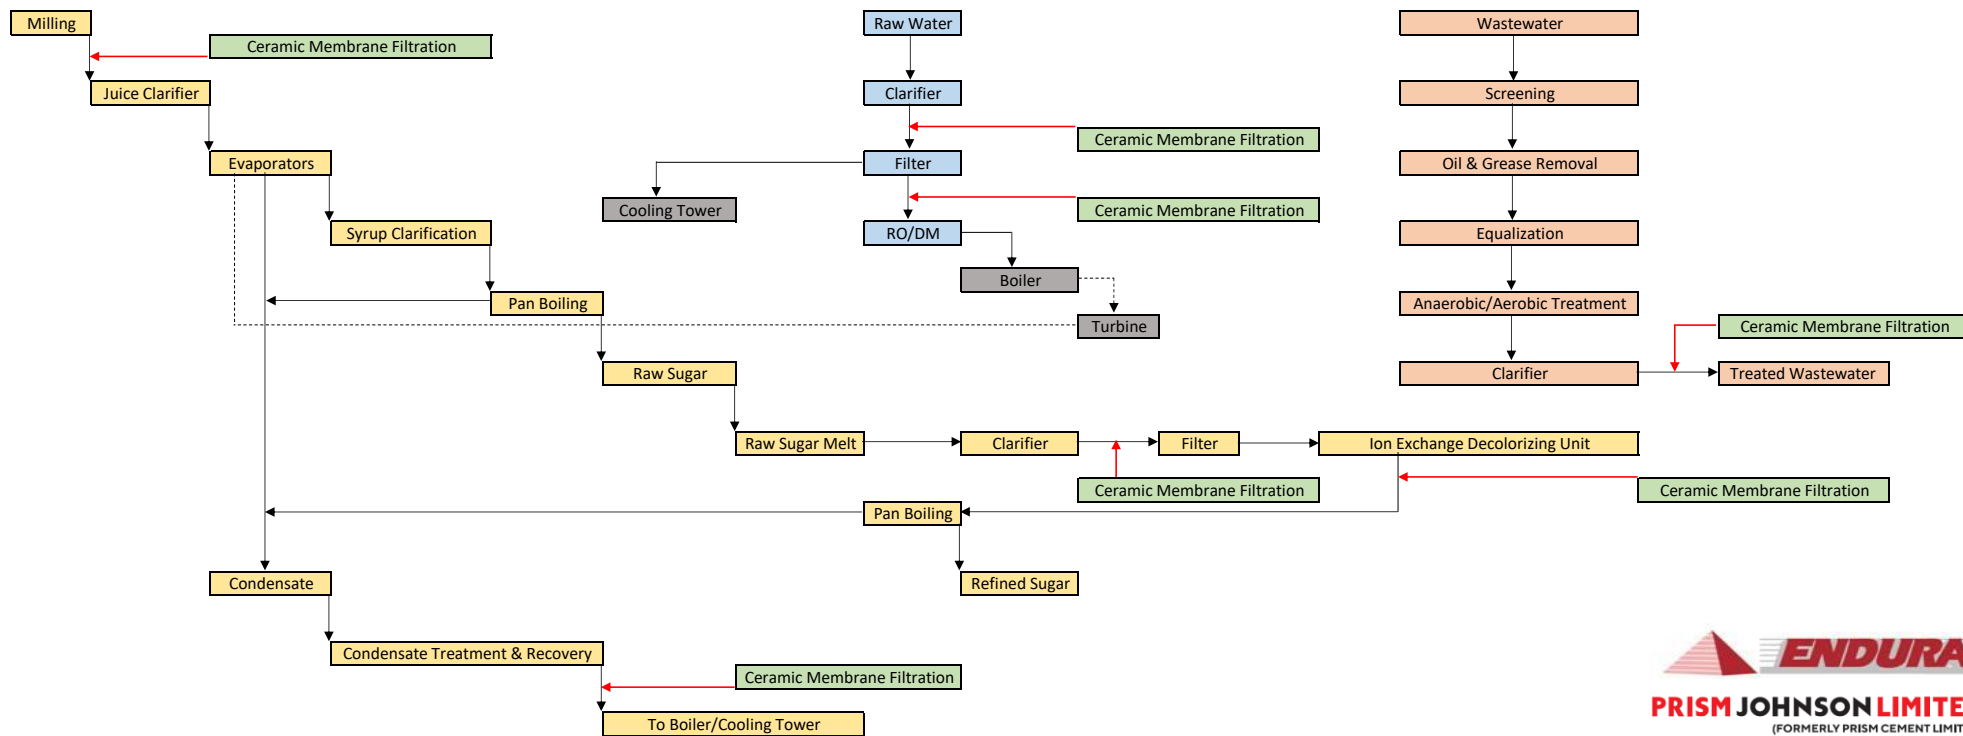 Milling
Raw Water
Wastewater
Ceramic Membrane Filtration
Juice Clarifier
Clarifier
Screening
Ceramic Membrane Filtration
Evaporators
Filter
Oil & Grease Removal
Cooling Tower
Ceramic Membrane Filtration
Syrup Clarification
RO/DM
Equalization
Boiler
Pan Boiling
Anaerobic/Aerobic Treatment
Turbine
Ceramic Membrane Filtration
Raw Sugar
Clarifier
Treated Wastewater
Raw Sugar Melt
Clarifier
Filter
Ion Exchange Decolorizing Unit
Ceramic Membrane Filtration
Ceramic Membrane Filtration
Pan Boiling
Condensate
Refined Sugar
Condensate Treatment & Recovery
Ceramic Membrane Filtration
To Boiler/Cooling Tower
ENDURA
PRISM JOHNSON LIMITE
(FORMERLY PRISM CEMENT LIMIT